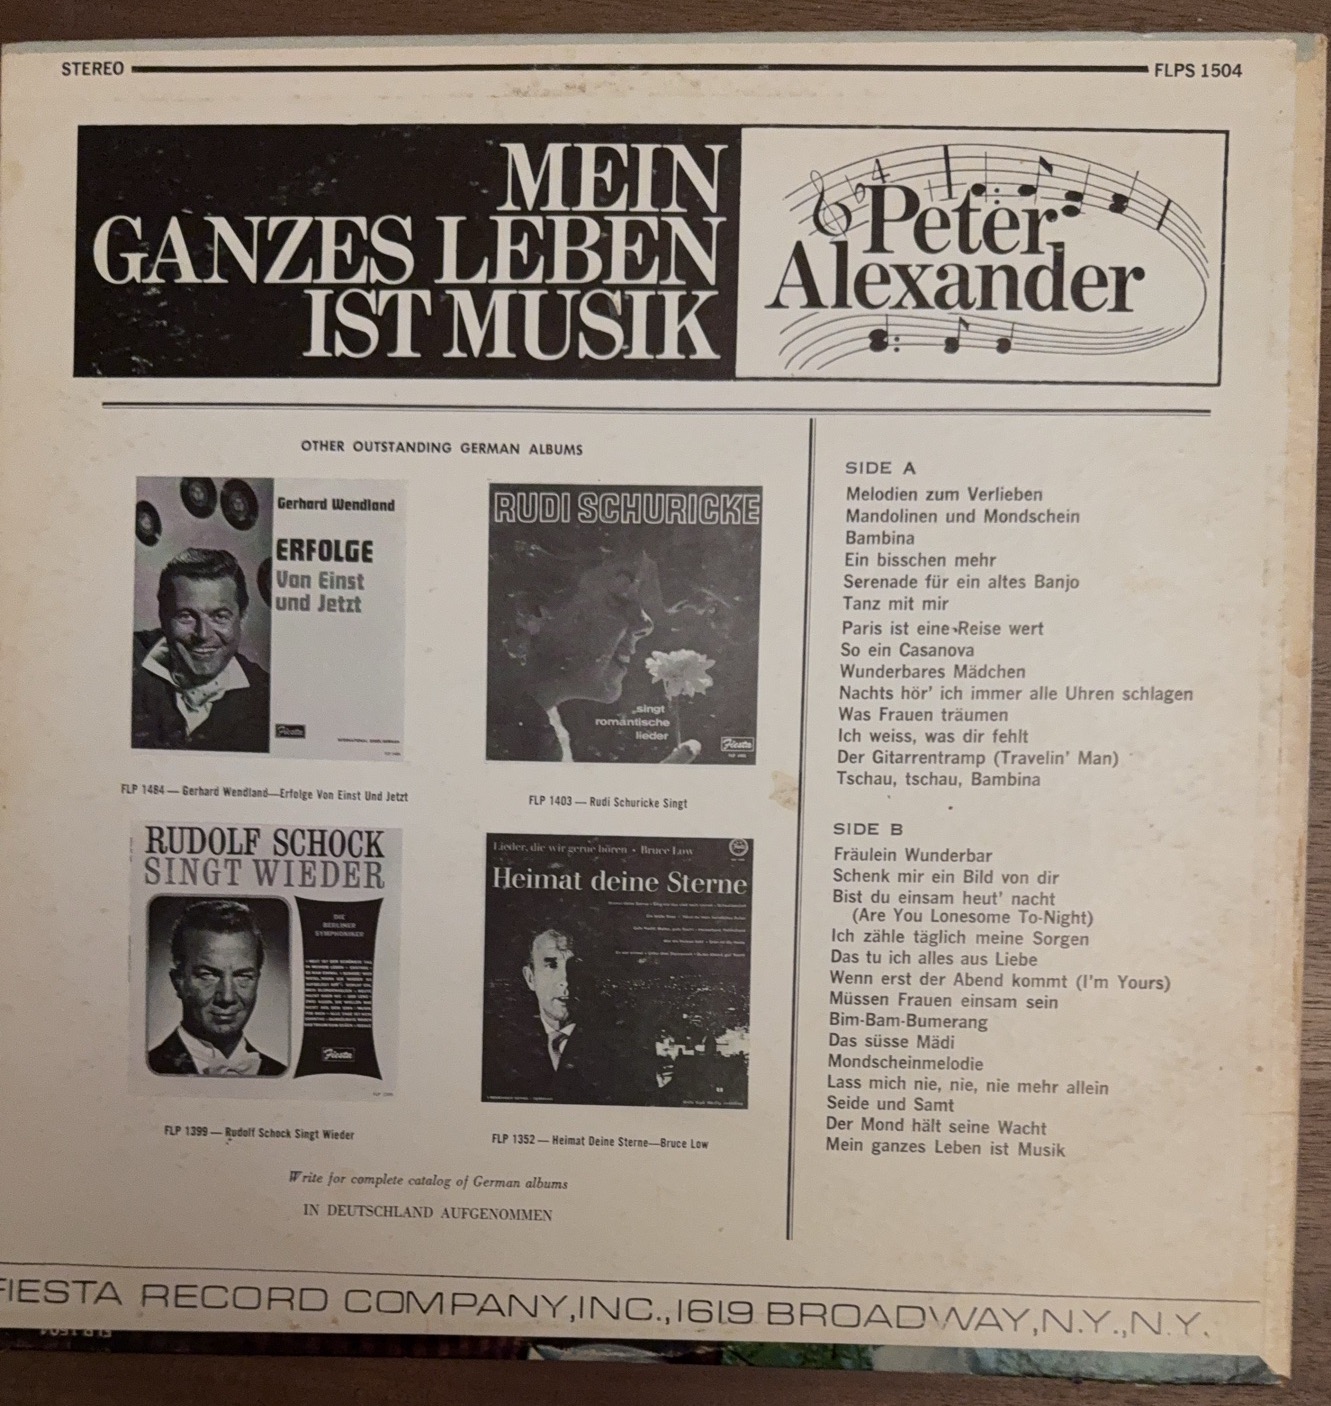 STEREO FLPS 1504
MEIN
GANZES LEBEN
IST MUSIK
Peter
Alexander
OTHER OUTSTANDING GERMAN ALBUMS
Gerhard Wendland
ERFOLGE
Von Einst
und Jetzt
Fiesta
FLP 1484 — Gerhard Wendland—Erfolge Von Einst Und Jetzt
RUDI SCHURICKE
singt
romantische
lieder
Fiesta
FLP 1403 — Rudi Schuricke Singt
RUDOLF SCHOCK
SINGT WIEDER
DIE
BERLINER
SYMPHONIKER
Fiesta
FLP 1399 — Rudolf Schock Singt Wieder
Lieder, die wir gerne hören • Bruce Low
Heimat deine Sterne
FLP 1352 — Heimat Deine Sterne—Bruce Low
Write for complete catalog of German albums
IN DEUTSCHLAND AUFGENOMMEN
SIDE A
Melodien zum Verlieben
Mandolinen und Mondschein
Bambina
Ein bisschen mehr
Serenade für ein altes Banjo
Tanz mit mir
Paris ist eine Reise wert
So ein Casanova
Wunderbares Mädchen
Nachts hör' ich immer alle Uhren schlagen
Was Frauen träumen
Ich weiss, was dir fehlt
Der Gitarrentramp (Travelin' Man)
Tschau, tschau, Bambina
SIDE B
Fräulein Wunderbar
Schenk mir ein Bild von dir
Bist du einsam heut' nacht
(Are You Lonesome To-Night)
Ich zähle täglich meine Sorgen
Das tu ich alles aus Liebe
Wenn erst der Abend kommt (I'm Yours)
Müssen Frauen einsam sein
Bim-Bam-Bumerang
Das süsse Mädi
Mondscheinmelodie
Lass mich nie, nie, nie mehr allein
Seide und Samt
Der Mond hält seine Wacht
Mein ganzes Leben ist Musik
FIESTA RECORD COMPANY, INC., 1619 BROADWAY, N.Y., N.Y.